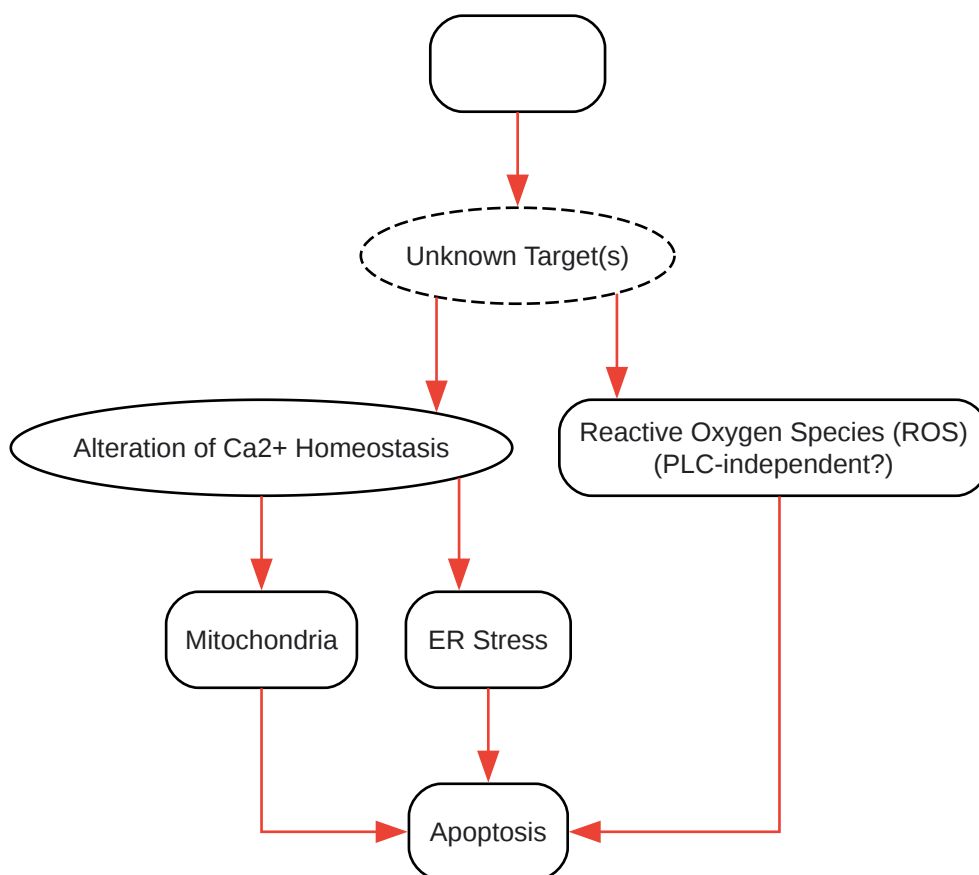 Unknown Target(s)
Alteration of Ca2+ Homeostasis
Reactive Oxygen Species (ROS)
(PLC-independent?)
Mitochondria
ER Stress
Apoptosis